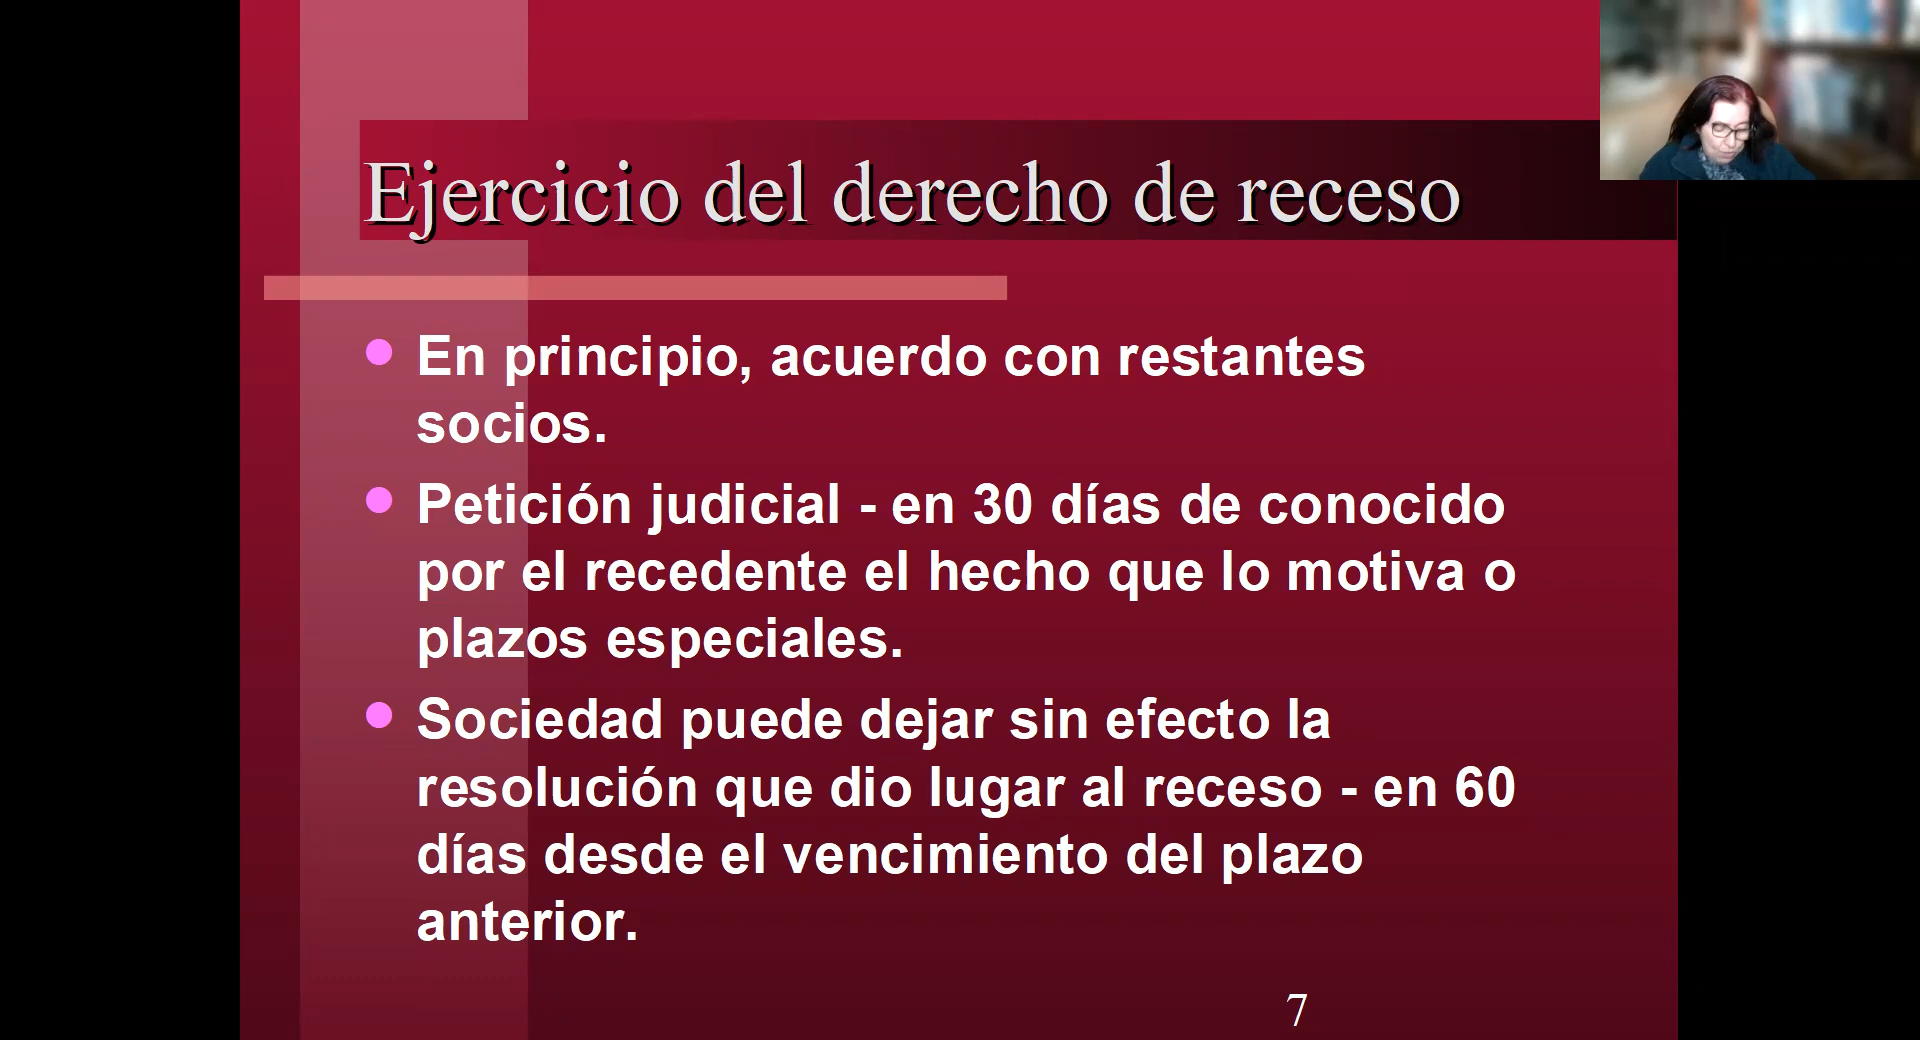 Ejercicio del derecho de receso
En principio, acuerdo con restantes
socios.
Petición judicial - en 30 días de conocido
por el recedente el hecho que lo motiva o
plazos especiales.
Sociedad puede dejar sin efecto la
resolución que dio lugar al receso - en 60
días desde el vencimiento del plazo
anterior.
7